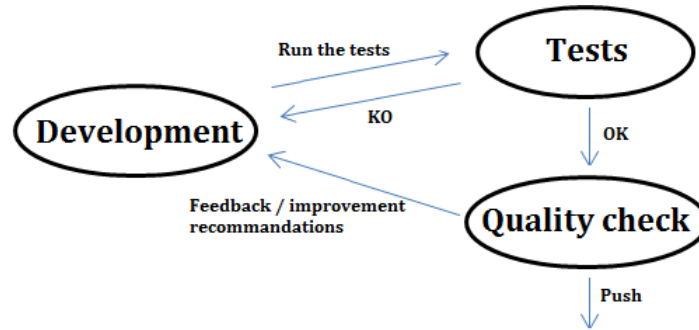 Run the tests
Tests
KO
Development
OK
Feedback / improvement
recommandations
Quality check
Push